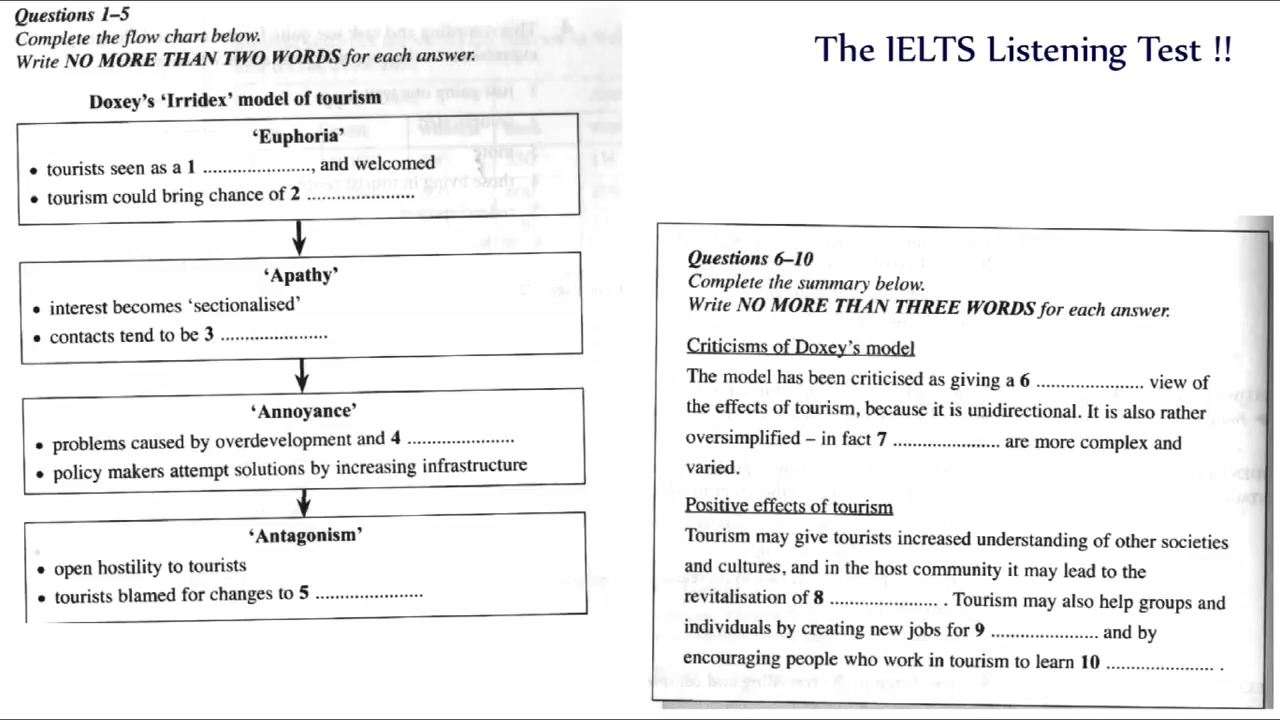 Questions 1–5
Complete the flow chart below.
Write NO MORE THAN TWO WORDS for each answer.
Doxey's 'Irridex' model of tourism
'Euphoria'
• tourists seen as a 1 ....................., and welcomed
• tourism could bring chance of 2 .....................
'Apathy'
• interest becomes 'sectionalised'
• contacts tend to be 3 .....................
'Annoyance'
• problems caused by overdevelopment and 4 .....................
• policy makers attempt solutions by increasing infrastructure
'Antagonism'
• open hostility to tourists
• tourists blamed for changes to 5 .....................
The IELTS Listening Test !!
Questions 6–10
Complete the summary below.
Write NO MORE THAN THREE WORDS for each answer.
Criticisms of Doxey's model
The model has been criticised as giving a 6 ..................... view of
the effects of tourism, because it is unidirectional. It is also rather
oversimplified – in fact 7 ..................... are more complex and
varied.
Positive effects of tourism
Tourism may give tourists increased understanding of other societies
and cultures, and in the host community it may lead to the
revitalisation of 8 ..................... . Tourism may also help groups and
individuals by creating new jobs for 9 ..................... and by
encouraging people who work in tourism to learn 10 ..................... .